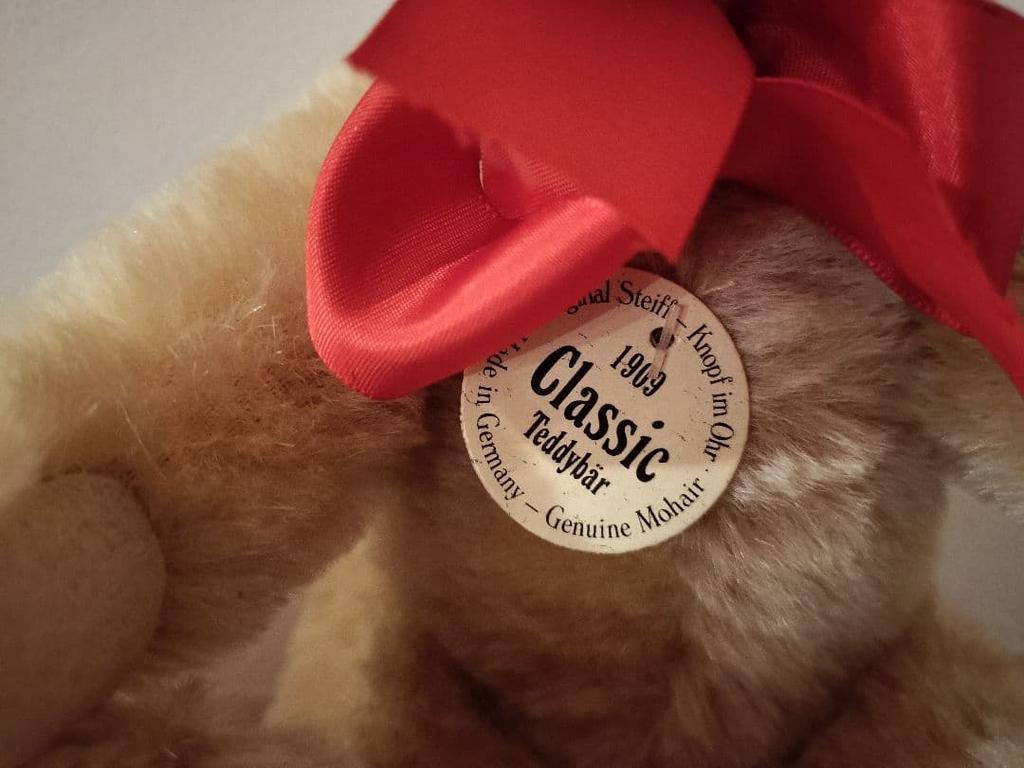 Steiff – Knopf im Ohr ·
1909
Classic
Teddybär
in Germany – Genuine Mohair